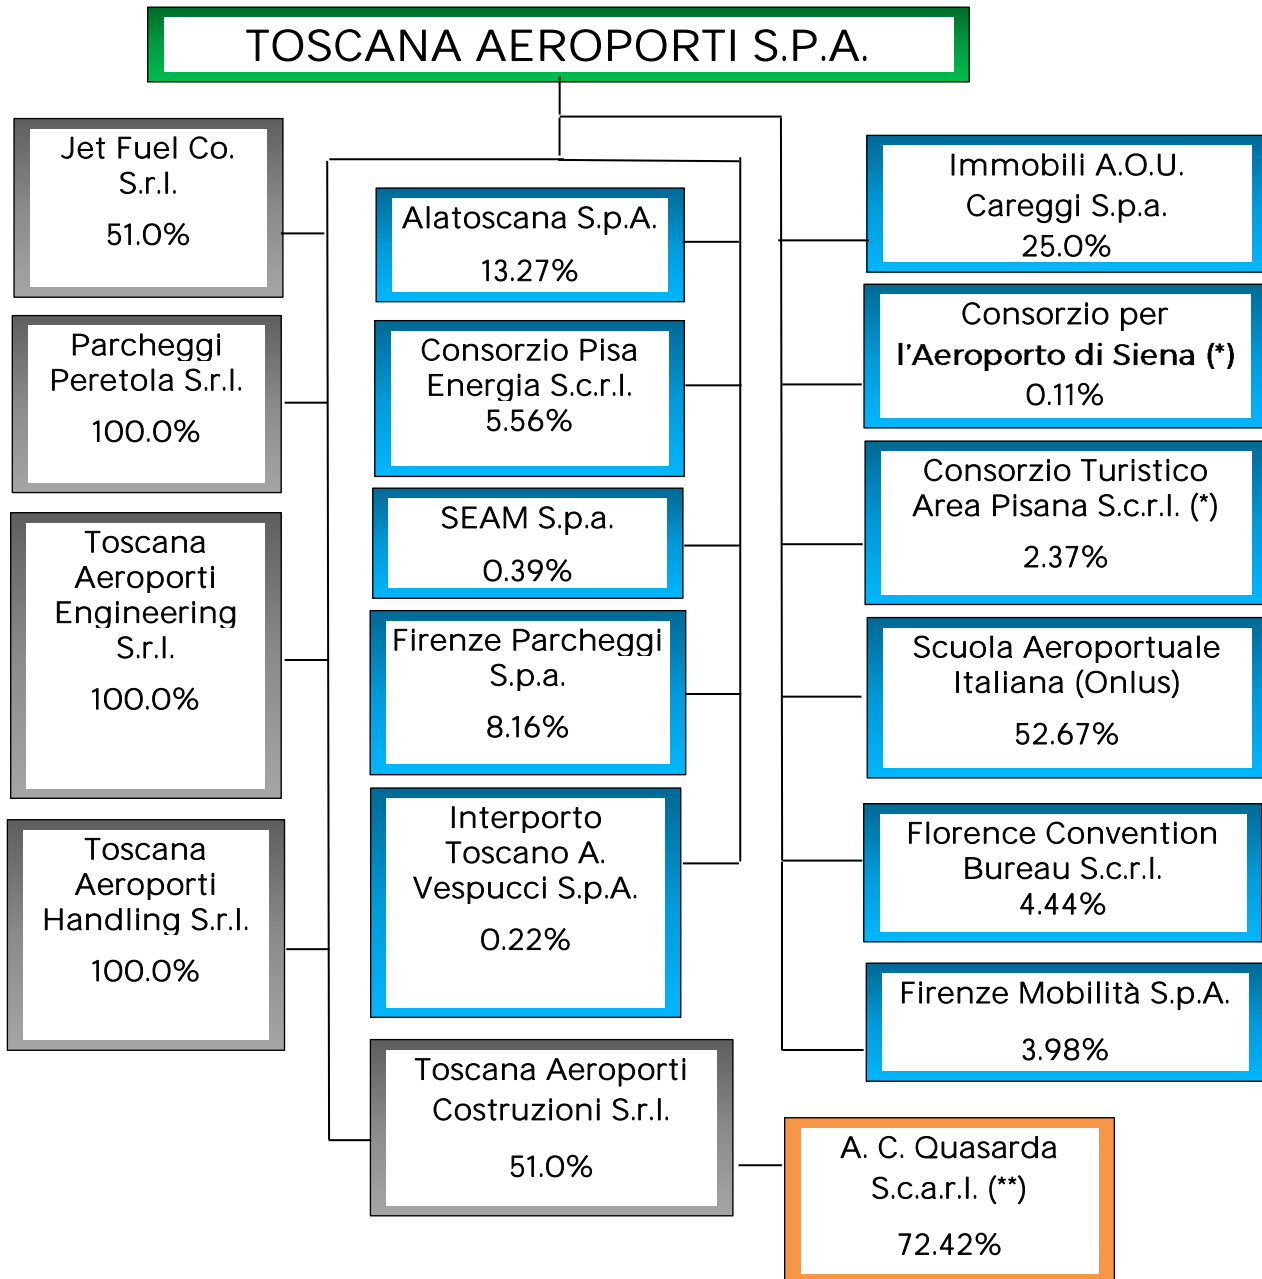 TOSCANA AEROPORTI S.P.A.
Jet Fuel Co.
S.r.l.
51.0%
Parcheggi
Peretola S.r.l.
100.0%
Toscana
Aeroporti
Engineering
S.r.l.
100.0%
Toscana
Aeroporti
Handling S.r.l.
100.0%
Alatoscana S.p.A.
13.27%
Consorzio Pisa
Energia S.c.r.l.
5.56%
SEAM S.p.a.
0.39%
Firenze Parcheggi
S.p.a.
8.16%
Interporto
Toscano A.
Vespucci S.p.A.
0.22%
Toscana Aeroporti
Costruzioni S.r.l.
51.0%
Immobili A.O.U.
Careggi S.p.a.
25.0%
Consorzio per
l’Aeroporto di Siena (*)
0.11%
Consorzio Turistico
Area Pisana S.c.r.l. (*)
2.37%
Scuola Aeroportuale
Italiana (Onlus)
52.67%
Florence Convention
Bureau S.c.r.l.
4.44%
Firenze Mobilità S.p.A.
3.98%
A. C. Quasarda
S.c.a.r.l. (**)
72.42%